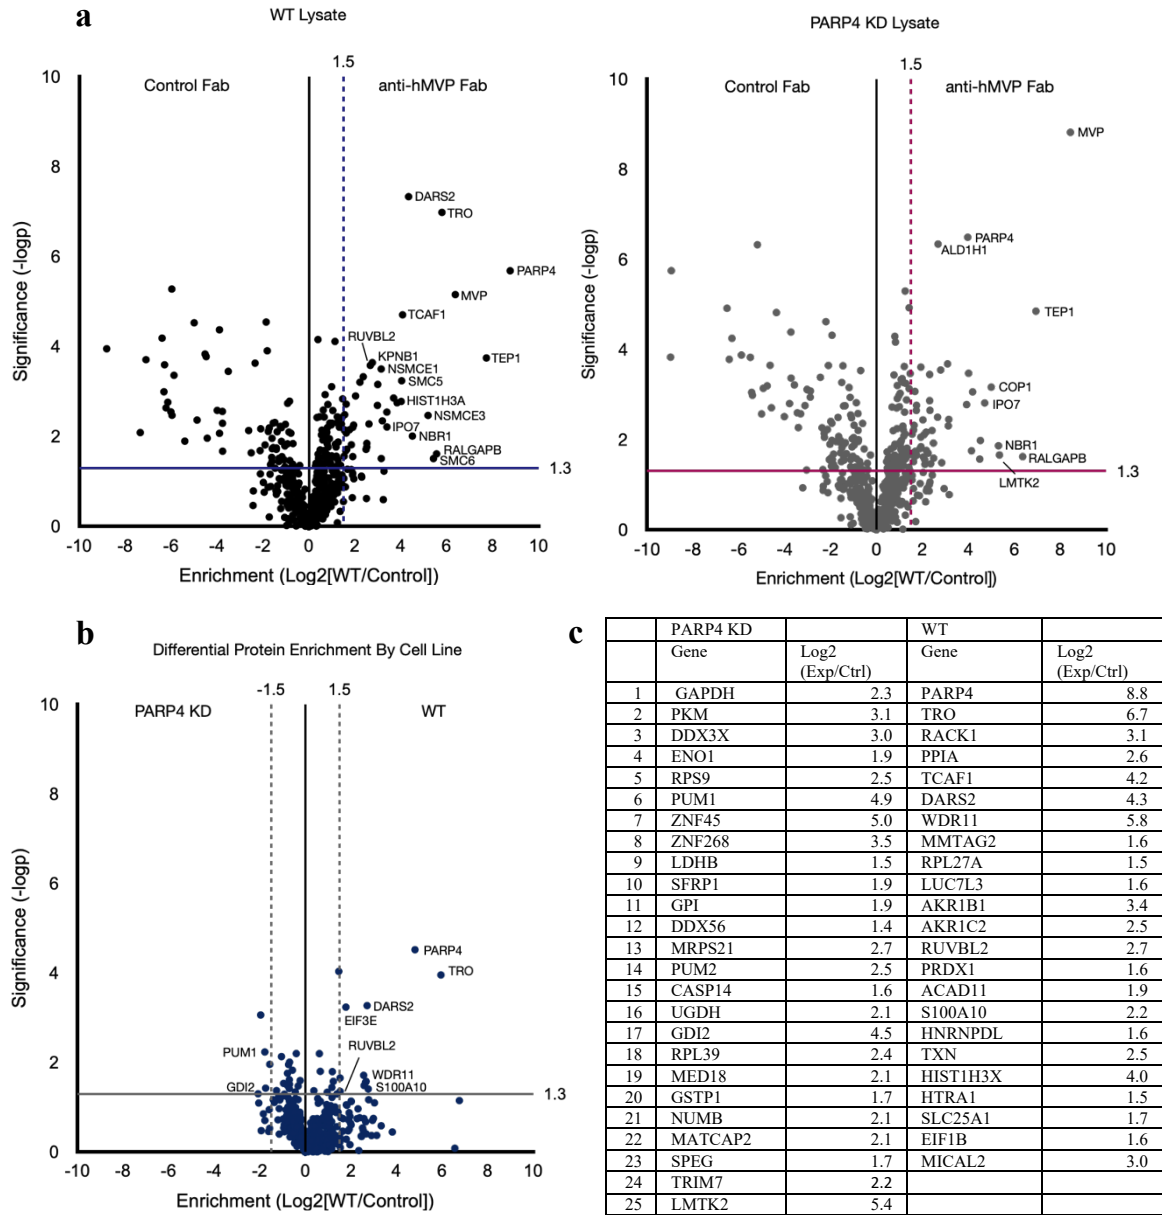 a
WT Lysate
1.5
Control Fab
anti-hMVP Fab
Significance (-logp)
10
8
6
4
2
0
DARS2
TRO
PARP4
MVP
TCAF1
RUVBL2
KPNB1
TEP1
NSMCE1
SMC5
HIST1H3A
NSMCE3
IPO7
NBR1
RALGAPB
SMC6
1.3
-10
-8
-6
-4
-2
0
2
4
6
8
10
Enrichment (Log2[WT/Control])
PARP4 KD Lysate
1.5
Control Fab
anti-hMVP Fab
Significance (-logp)
10
8
6
4
2
0
MVP
PARP4
ALD1H1
TEP1
COP1
IPO7
NBR1
RALGAPB
LMTK2
1.3
-10
-8
-6
-4
-2
0
2
4
6
8
10
Enrichment (Log2[WT/Control])
b
Differential Protein Enrichment By Cell Line
-1.5
1.5
PARP4 KD
WT
Significance (-logp)
10
8
6
4
2
0
PARP4
TRO
DARS2
EIF3E
RUVBL2
PUM1
WDR11
GDI2
S100A10
1.3
-10
-8
-6
-4
-2
0
2
4
6
8
10
Enrichment (Log2[WT/Control])
c
PARP4 KD WT
Gene Log2 (Exp/Ctrl) Gene Log2 (Exp/Ctrl)
1 GAPDH 2.3 PARP4 8.8
2 PKM 3.1 TRO 6.7
3 DDX3X 3.0 RACK1 3.1
4 ENO1 1.9 PPIA 2.6
5 RPS9 2.5 TCAF1 4.2
6 PUM1 4.9 DARS2 4.3
7 ZNF45 5.0 WDR11 5.8
8 ZNF268 3.5 MMTAG2 1.6
9 LDHB 1.5 RPL27A 1.5
10 SFRP1 1.9 LUC7L3 1.6
11 GPI 1.9 AKR1B1 3.4
12 DDX56 1.4 AKR1C2 2.5
13 MRPS21 2.7 RUVBL2 2.7
14 PUM2 2.5 PRDX1 1.6
15 CASP14 1.6 ACAD11 1.9
16 UGDH 2.1 S100A10 2.2
17 GDI2 4.5 HNRNPDL 1.6
18 RPL39 2.4 TXN 2.5
19 MED18 2.1 HIST1H3X 4.0
20 GSTP1 1.7 HTRA1 1.5
21 NUMB 2.1 SLC25A1 1.7
22 MATCAP2 2.1 EIF1B 1.6
23 SPEG 1.7 MICAL2 3.0
24 TRIM7 2.2
25 LMTK2 5.4